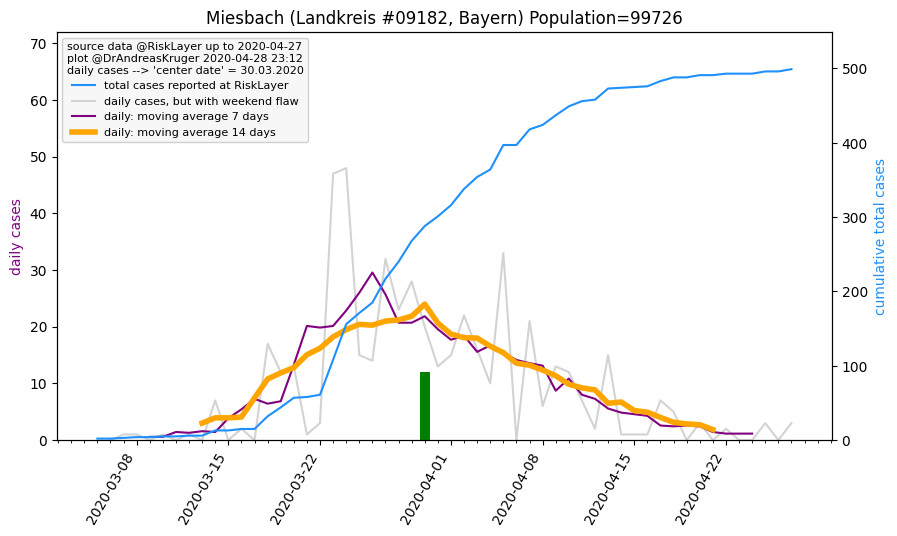 Miesbach (Landkreis #09182, Bayern) Population=99726
source data @RiskLayer up to 2020-04-27
plot @DrAndreasKruger 2020-04-28 23:12
daily cases --> 'center date' = 30.03.2020
total cases reported at RiskLayer
daily cases, but with weekend flaw
daily: moving average 7 days
daily: moving average 14 days
daily cases
70
60
50
40
30
20
10
0
500
400
300
200
100
0
cumulative total cases
2020-03-08
2020-03-15
2020-03-22
2020-04-01
2020-04-08
2020-04-15
2020-04-22